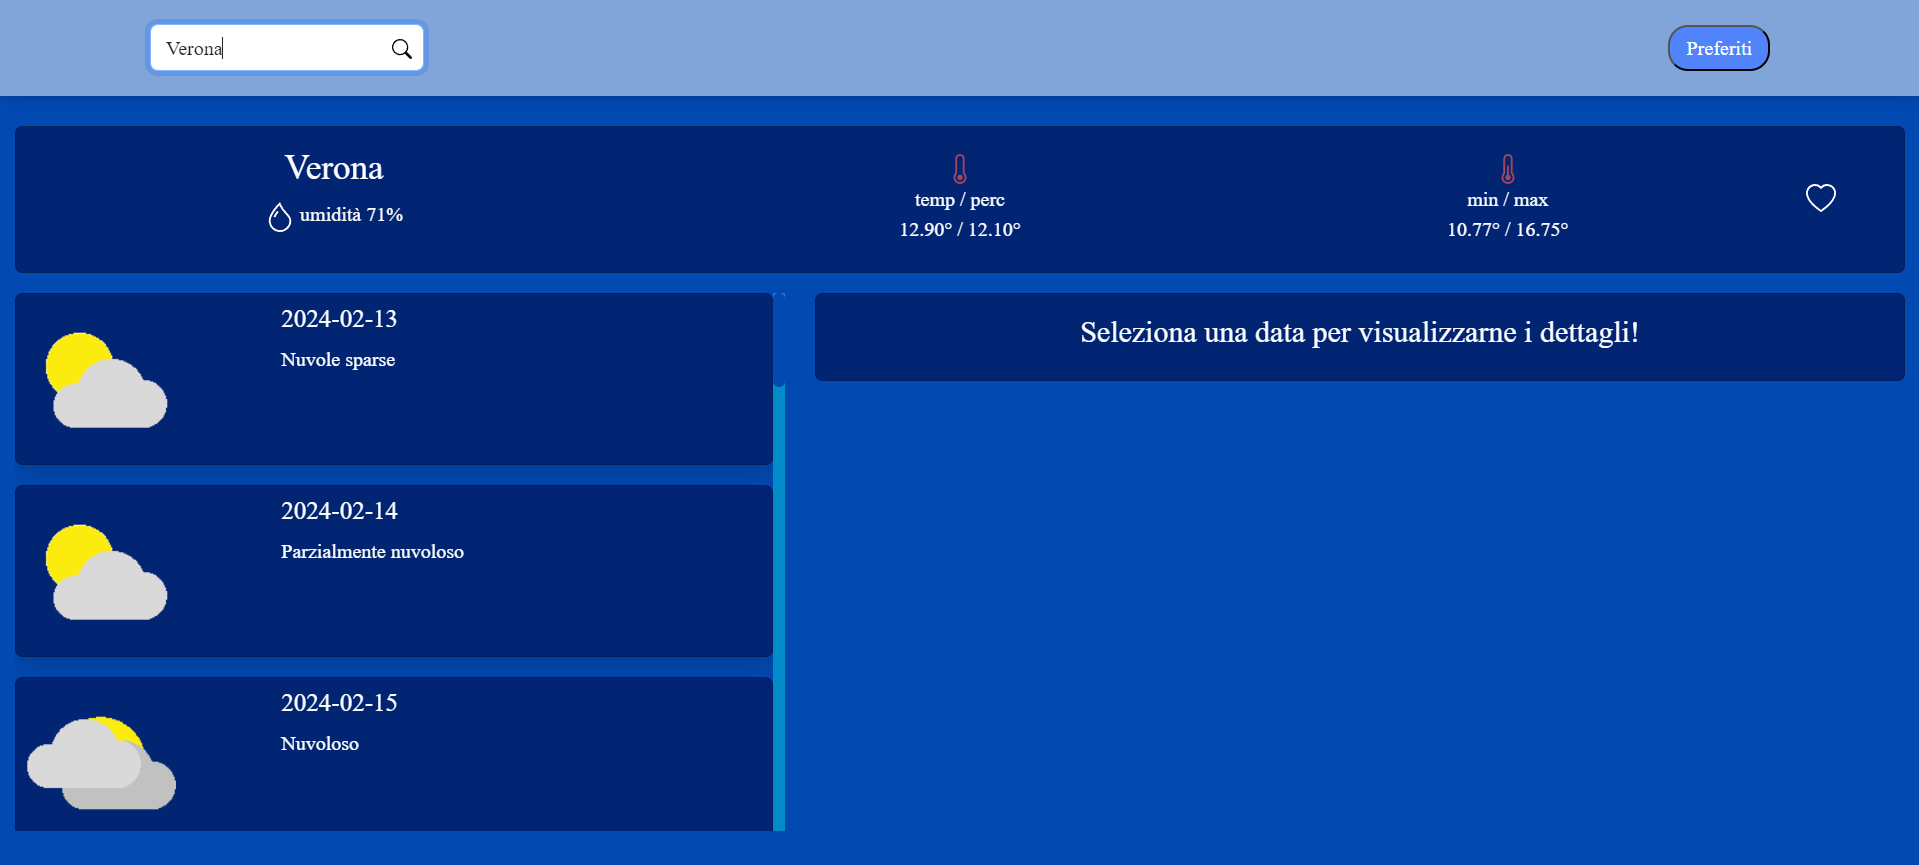 Verona
Preferiti
Verona
umidità 71%
temp / perc
12.90° / 12.10°
min / max
10.77° / 16.75°
2024-02-13
Nuvole sparse
2024-02-14
Parzialmente nuvoloso
2024-02-15
Nuvoloso
Seleziona una data per visualizzarne i dettagli!